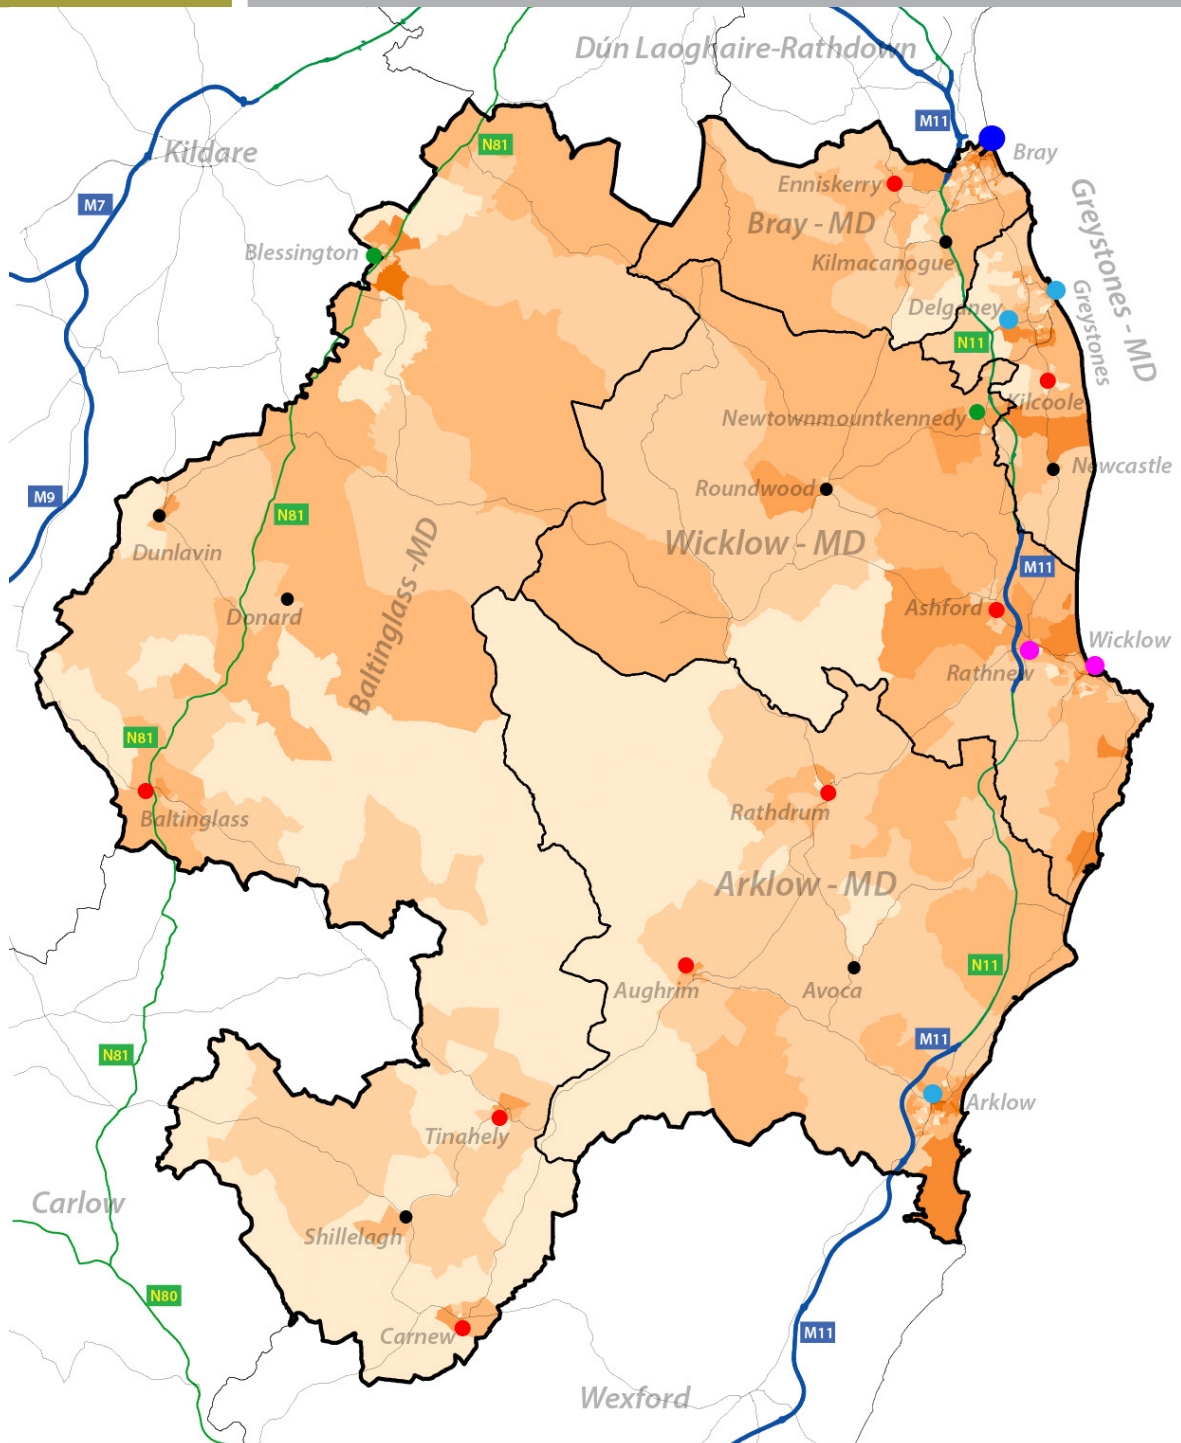 Dún Laoghaire-Rathdown
M11
N81
Kildare
Bray
Enniskerry
M7
Bray - MD
Greystones - MD
Blessington
Kilmacanogue
Greystones
Delganey
N11
Kilcoole
Newtownmountkennedy
Newcastle
Roundwood
M9
N81
Wicklow - MD
Dunlavin
M11
Baltinglass -MD
Ashford
Donard
Wicklow
Rathnew
N81
Rathdrum
Baltinglass
Arklow - MD
N11
Aughrim
Avoca
M11
N81
Arklow
Tinahely
Carlow
Shillelagh
N80
M11
Carnew
Wexford